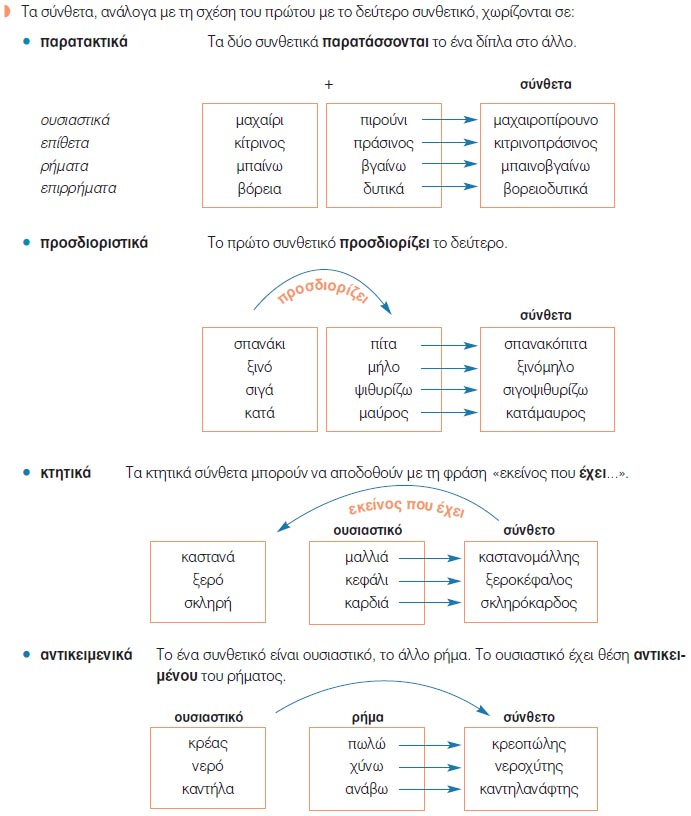 Τα σύνθετα, ανάλογα με τη σχέση του πρώτου με το δεύτερο συνθετικό, χωρίζονται σε:
παρατακτικά Τα δύο συνθετικά παρατάσσονται το ένα δίπλα στο άλλο.
+ σύνθετα
ουσιαστικά μαχαίρι πιρούνι μαχαιροπίρουνο
επίθετα κίτρινος πράσινος κιτρινοπράσινος
ρήματα μπαίνω βγαίνω μπαινοβγαίνω
επιρρήματα βόρεια δυτικά βορειοδυτικά
προσδιοριστικά Το πρώτο συνθετικό προσδιορίζει το δεύτερο.
προσδιορίζει
σύνθετα
σπανάκι πίτα σπανακόπιτα
ξινό μήλο ξινόμηλο
σιγά ψιθυρίζω σιγοψιθυρίζω
κατά μαύρος κατάμαυρος
κτητικά Τα κτητικά σύνθετα μπορούν να αποδοθούν με τη φράση «εκείνος που έχει...».
εκείνος που έχει
ουσιαστικό σύνθετο
καστανά μαλλιά καστανομάλλης
ξερό κεφάλι ξεροκέφαλος
σκληρή καρδιά σκληρόκαρδος
αντικειμενικά Το ένα συνθετικό είναι ουσιαστικό, το άλλο ρήμα. Το ουσιαστικό έχει θέση αντικει-
μένου του ρήματος.
ουσιαστικό ρήμα σύνθετο
κρέας πωλώ κρεοπώλης
νερό χύνω νεροχύτης
καντήλα ανάβω καντηλανάφτης